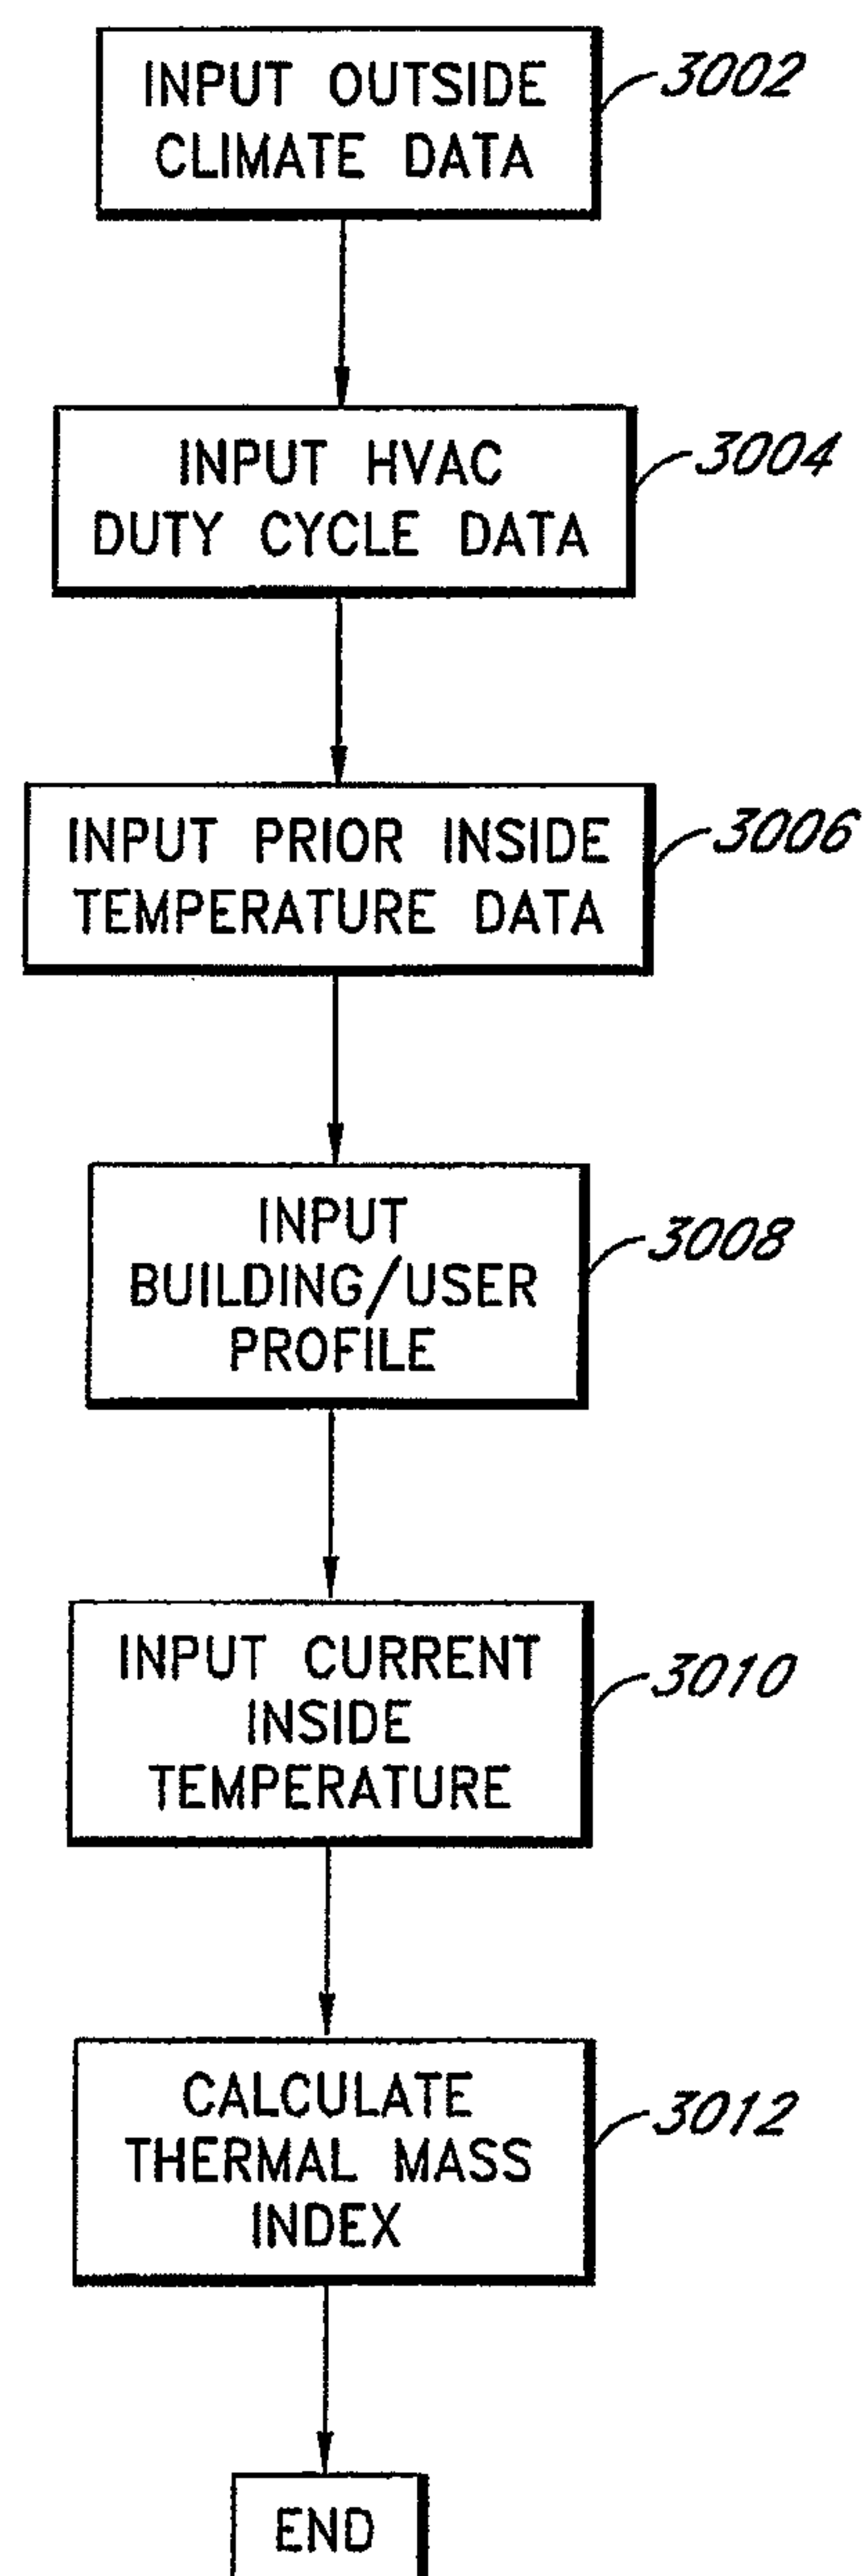 INPUT OUTSIDE
CLIMATE DATA
3002
INPUT HVAC
DUTY CYCLE DATA
3004
INPUT PRIOR INSIDE
TEMPERATURE DATA
3006
INPUT
BUILDING/USER
PROFILE
3008
INPUT CURRENT
INSIDE
TEMPERATURE
3010
CALCULATE
THERMAL MASS
INDEX
3012
END